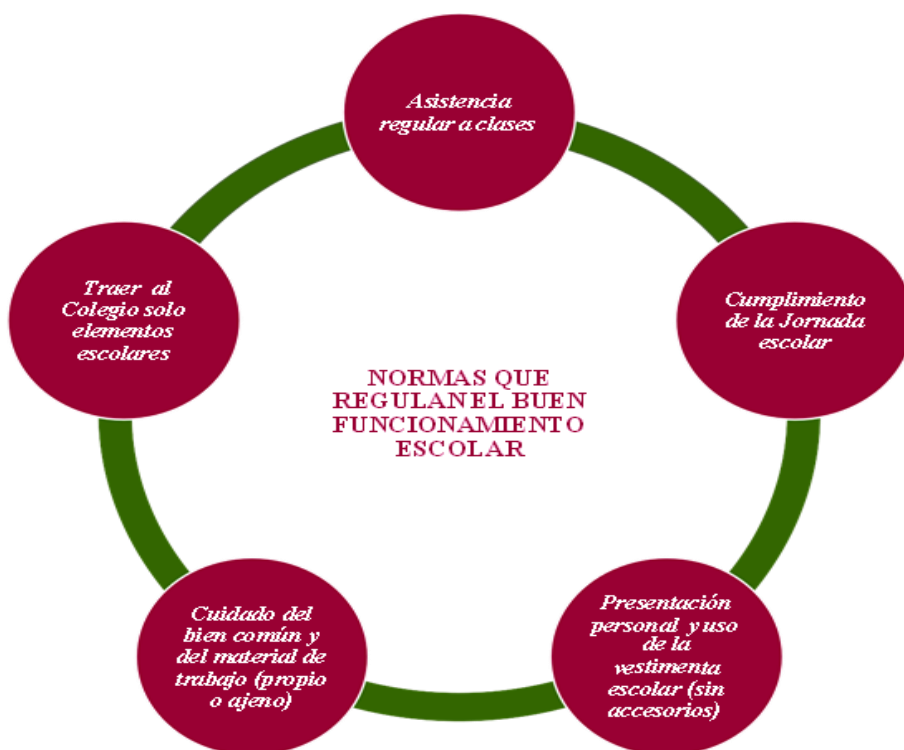 Asistencia
regular a clases
Cumplimiento
de la Jornada
escolar
Presentación
personal y uso
de la
vestimenta
escolar (sin
accesorios)
Cuidado del
bien común y
del material de
trabajo (propio
o ajeno)
Traer al
Colegio solo
elementos
escolares
NORMAS QUE
REGULAN EL BUEN
FUNCIONAMIENTO
ESCOLAR